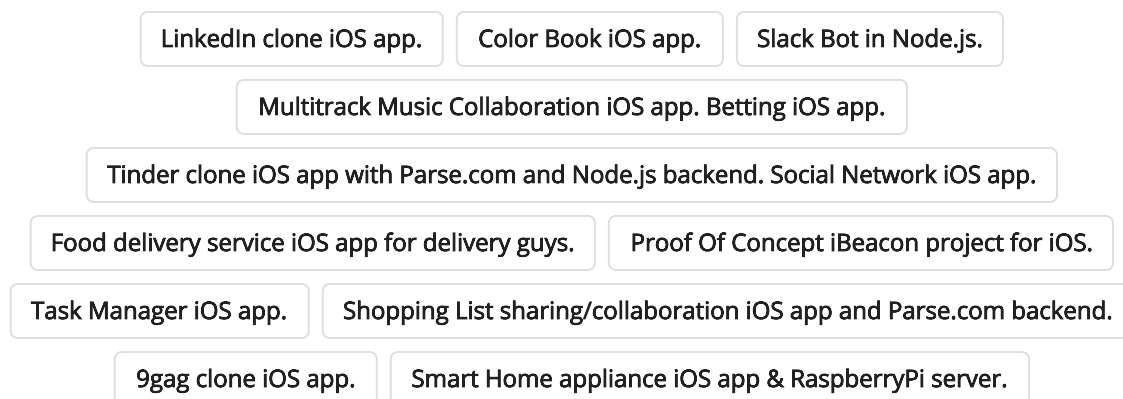 LinkedIn clone iOS app. Color Book iOS app. Slack Bot in Node.js.
Multitrack Music Collaboration iOS app. Betting iOS app.
Tinder clone iOS app with Parse.com and Node.js backend. Social Network iOS app.
Food delivery service iOS app for delivery guys. Proof Of Concept iBeacon project for iOS.
Task Manager iOS app. Shopping List sharing/collaboration iOS app and Parse.com backend.
9gag clone iOS app. Smart Home appliance iOS app & RaspberryPi server.